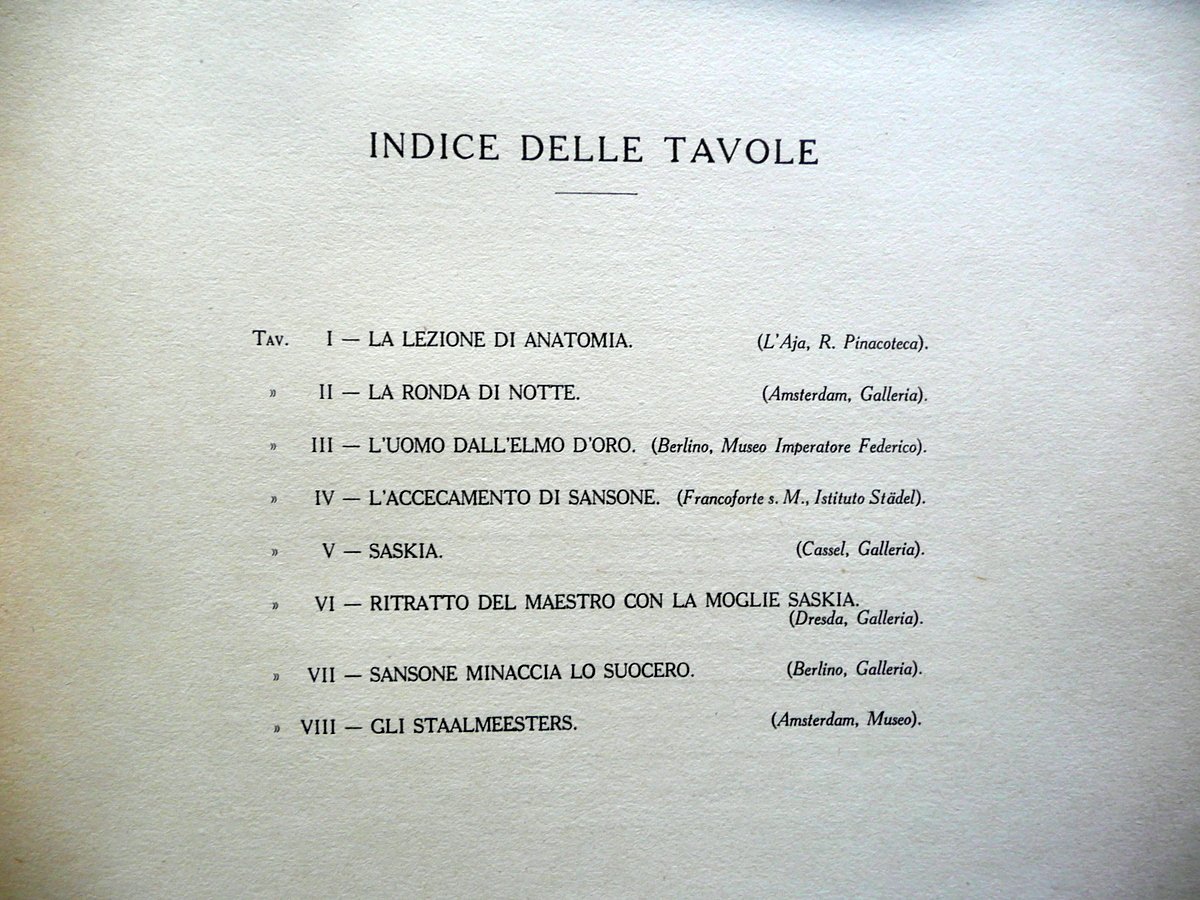 INDICE DELLE TAVOLE
TAV. I — LA LEZIONE DI ANATOMIA. (L'Aja, R. Pinacoteca).
» II — LA RONDA DI NOTTE. (Amsterdam, Galleria).
» III — L'UOMO DALL'ELMO D'ORO. (Berlino, Museo Imperatore Federico).
» IV — L'ACCECAMENTO DI SANSONE. (Francoforte s. M., Istituto Städel).
» V — SASKIA. (Cassel, Galleria).
» VI — RITRATTO DEL MAESTRO CON LA MOGLIE SASKIA.
(Dresda, Galleria).
» VII — SANSONE MINACCIA LO SUOCERO. (Berlino, Galleria).
» VIII — GLI STAALMEESTERS. (Amsterdam, Museo).